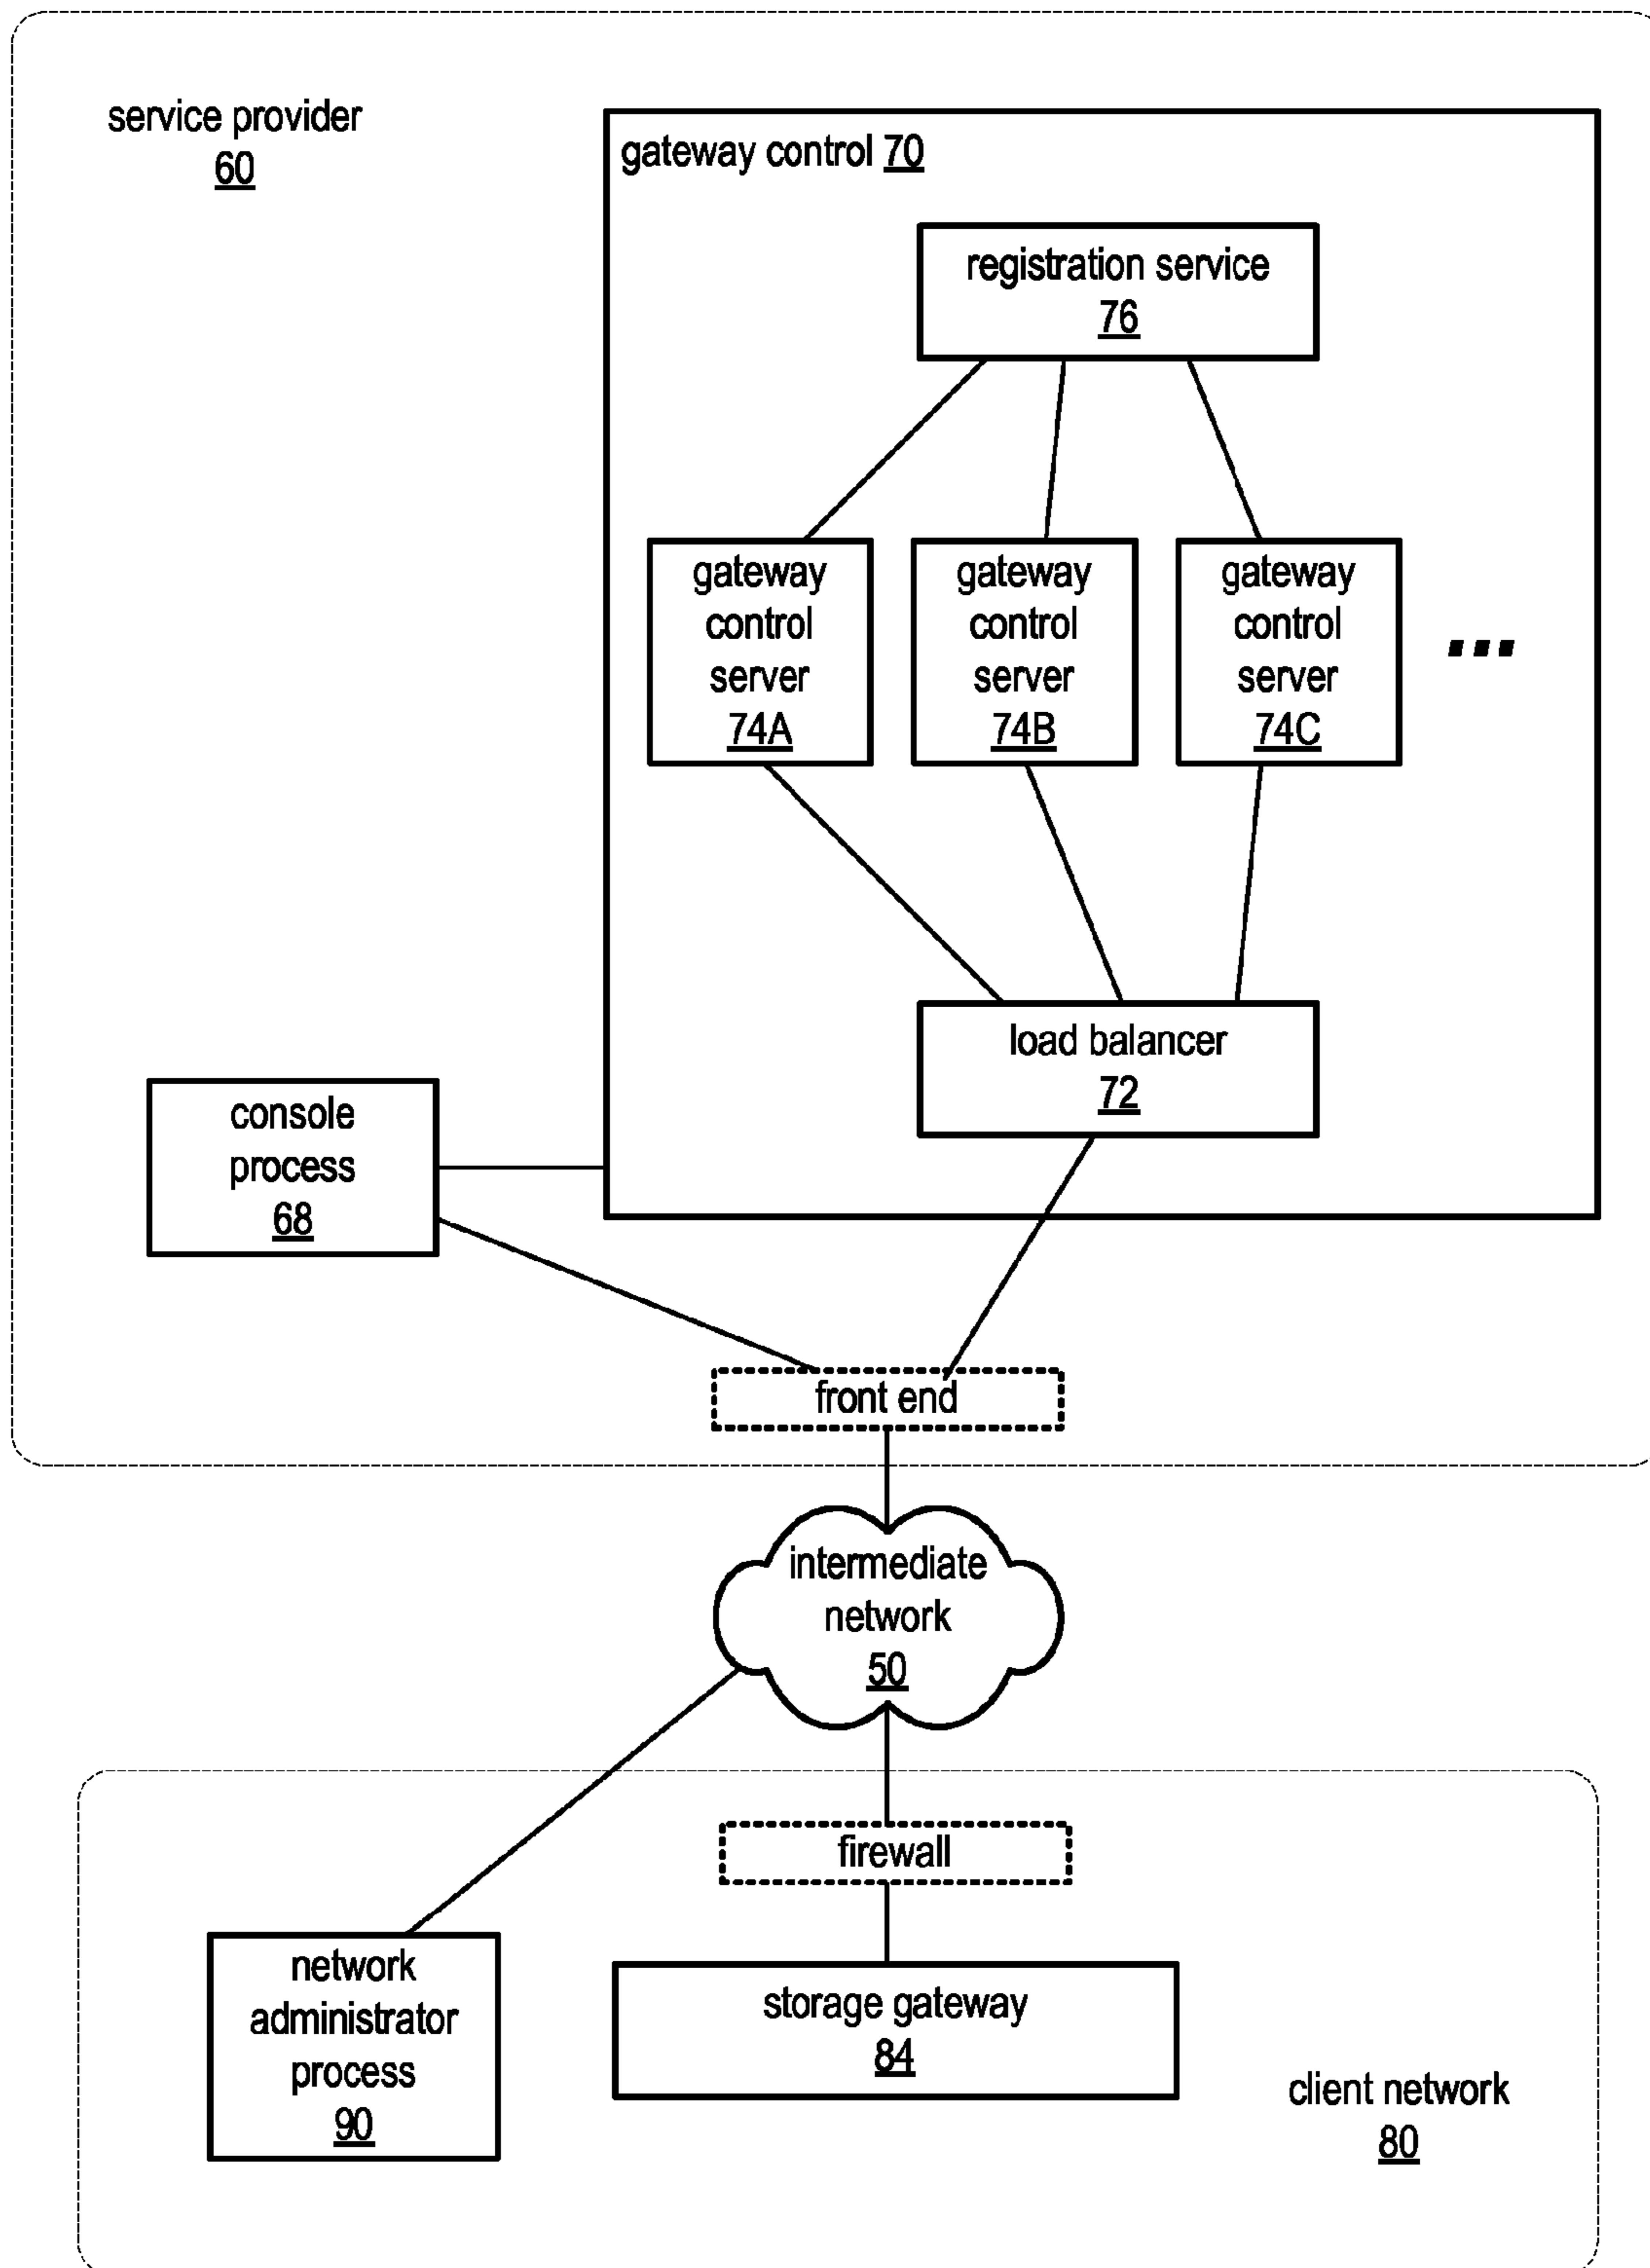 service provider
60
gateway control 70
registration service
76
gateway
control
server
74A
gateway
control
server
74B
gateway
control
server
74C
...
load balancer
72
console
process
68
front end
intermediate
network
50
firewall
network
administrator
process
90
storage gateway
84
client network
80